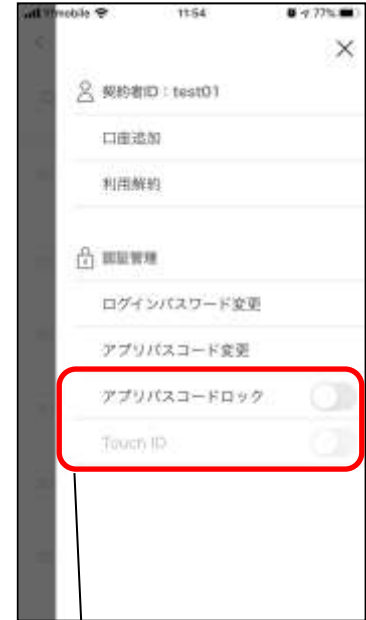 11:54 77%
契約者ID：test01
口座追加
利用解約
認証管理
ログインパスワード変更
アプリパスコード変更
アプリパスコードロック
Touch ID